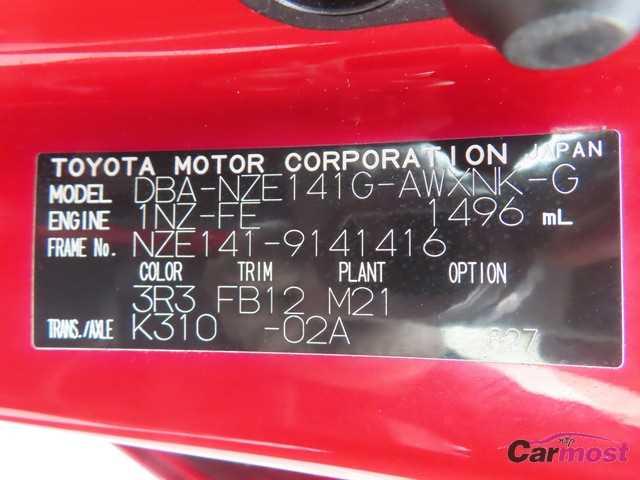 TOYOTA MOTOR CORPORATION JAPAN
MODEL DBA-NZE141G-AWXNK-G
ENGINE 1NZ-FE 1496 mL
FRAME No. NZE141-9141416
COLOR TRIM PLANT OPTION
3R3 FB12 M21
TRANS./AXLE K310 -02A 827
Carmost